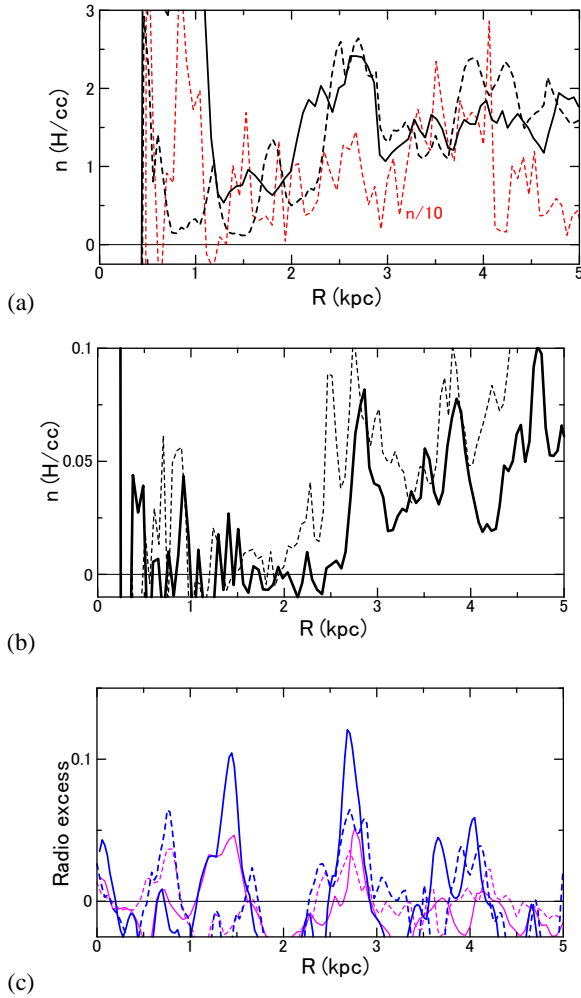 3
2
1
0
n (H/cc)
n/10
0 1 2 3 4 5
R (kpc)
(a)
0.1
0.05
0
n (H/cc)
0 1 2 3 4 5
R (kpc)
(b)
0.1
0
Radio excess
0 1 2 3 4 5
R (kpc)
(c)